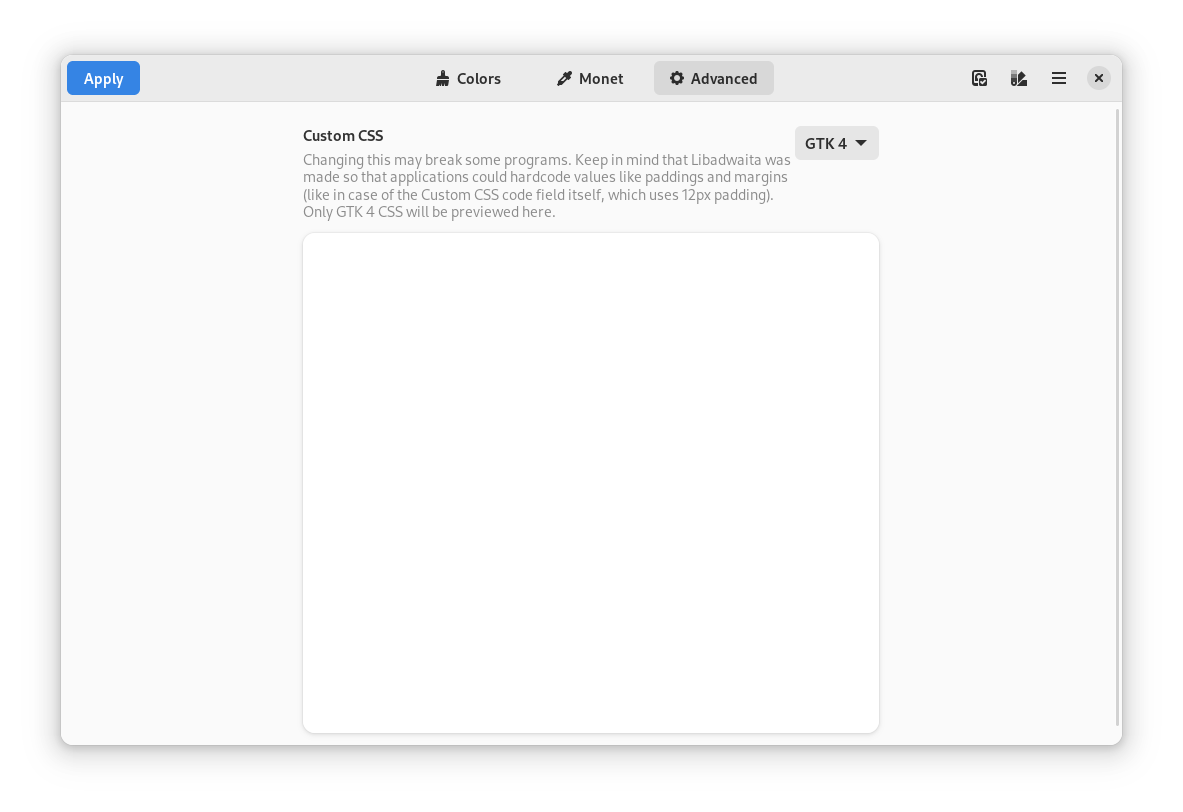 Apply
Colors
Monet
Advanced
Custom CSS
GTK 4
Changing this may break some programs. Keep in mind that Libadwaita was
made so that applications could hardcode values like paddings and margins
(like in case of the Custom CSS code field itself, which uses 12px padding).
Only GTK 4 CSS will be previewed here.